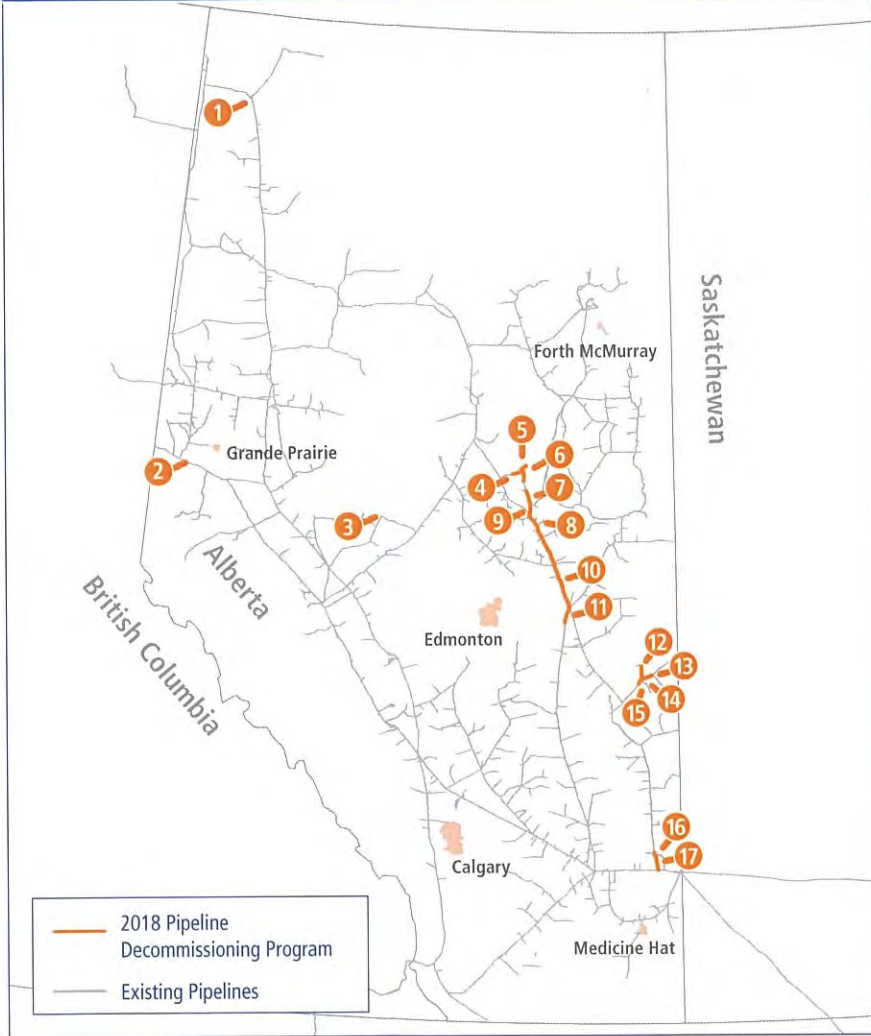 1
Saskatchewan
Forth McMurray
5
Grande Prairie
6
2
4
7
3
9
8
Alberta
10
British Columbia
11
Edmonton
12
13
14
15
16
17
Calgary
2018 Pipeline
Decommissioning Program
Medicine Hat
Existing Pipelines